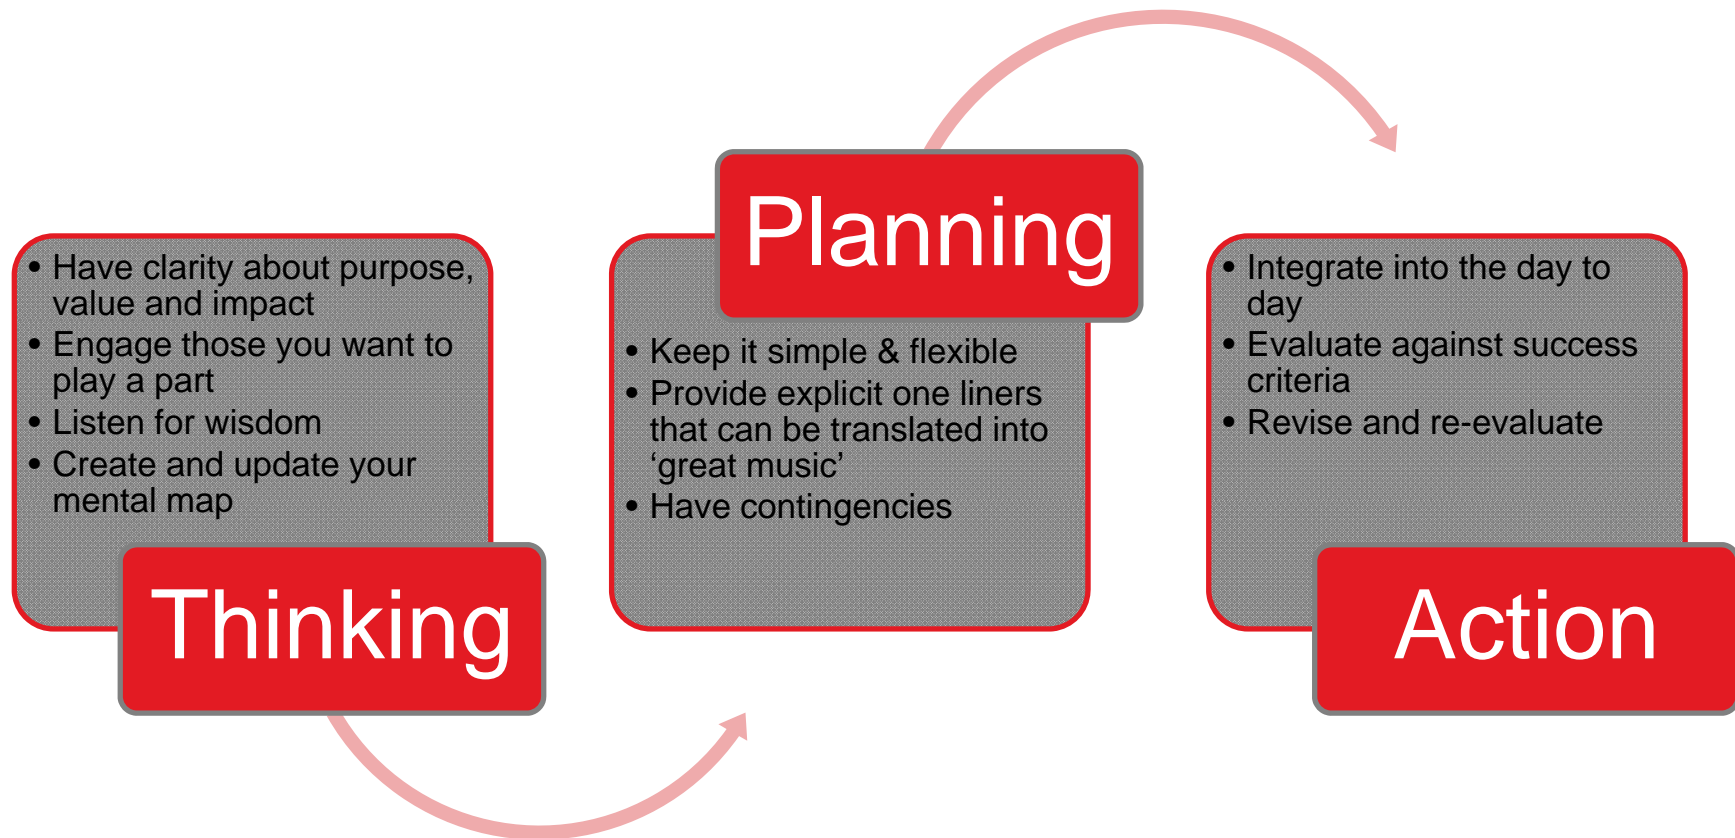 • Have clarity about purpose,
value and impact
• Engage those you want to
play a part
• Listen for wisdom
• Create and update your
mental map
Thinking
Planning
• Keep it simple & flexible
• Provide explicit one liners
that can be translated into
‘great music’
• Have contingencies
• Integrate into the day to
day
• Evaluate against success
criteria
• Revise and re-evaluate
Action